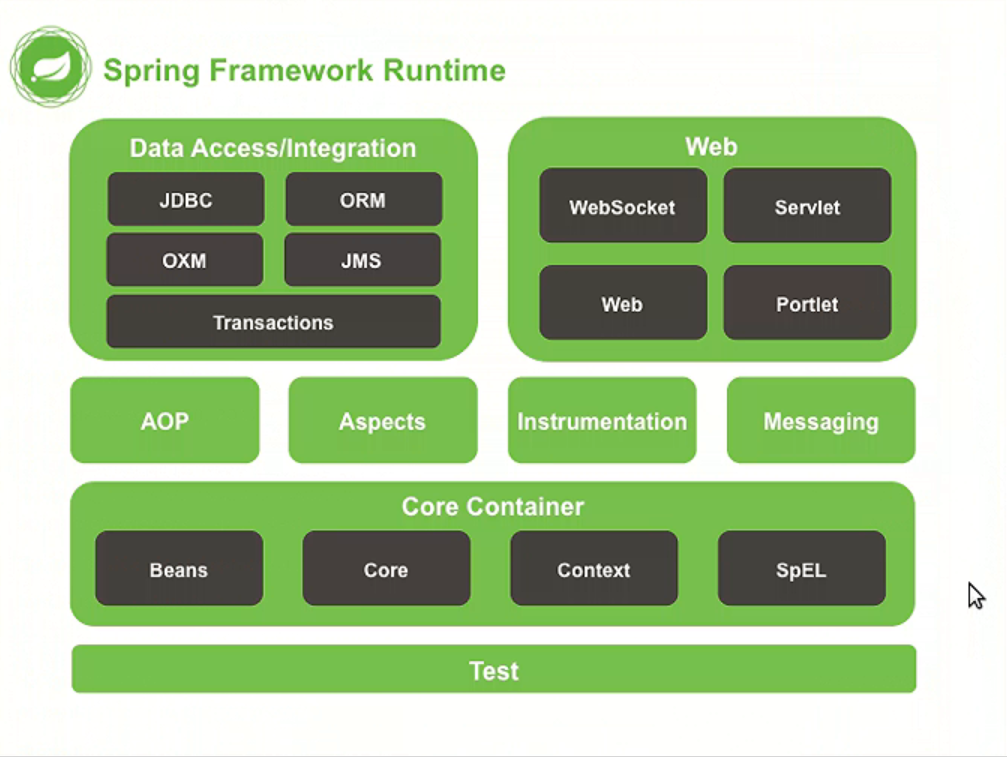 Spring Framework Runtime
Data Access/Integration
JDBC
ORM
OXM
JMS
Transactions
Web
WebSocket
Servlet
Web
Portlet
AOP
Aspects
Instrumentation
Messaging
Core Container
Beans
Core
Context
SpEL
Test